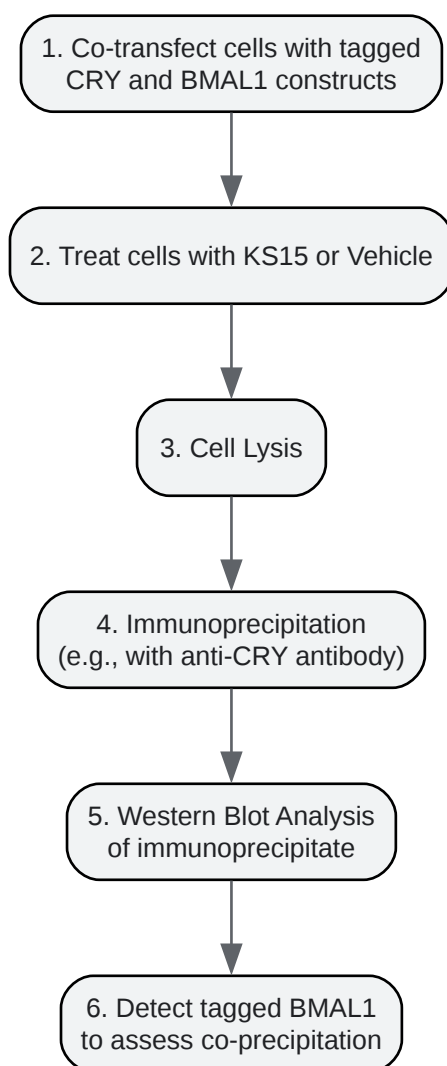 1. Co-transfect cells with tagged
CRY and BMAL1 constructs
2. Treat cells with KS15 or Vehicle
3. Cell Lysis
4. Immunoprecipitation
(e.g., with anti-CRY antibody)
5. Western Blot Analysis
of immunoprecipitate
6. Detect tagged BMAL1
to assess co-precipitation